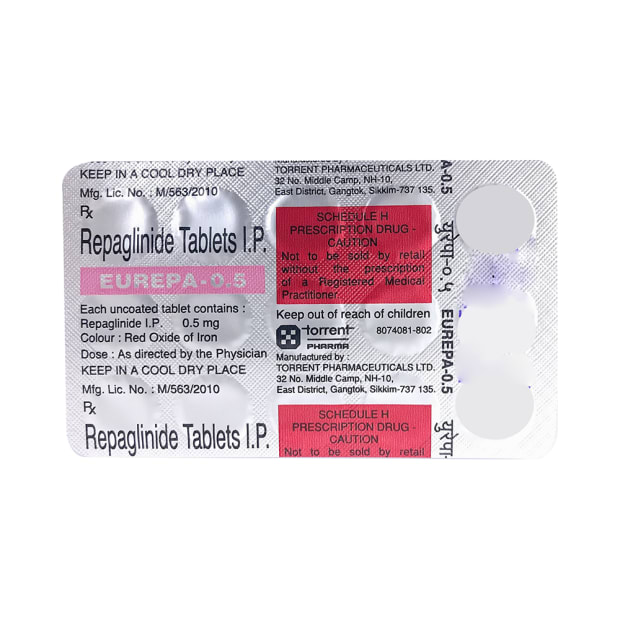 KEEP IN A COOL DRY PLACE
Mfg. Lic. No. : M/563/2010
Rx
Repaglinide Tablets I.P.
EUREPA-0.5
Each uncoated tablet contains :
Repaglinide I.P. 0.5 mg
Colour : Red Oxide of Iron
Dose : As directed by the Physician
KEEP IN A COOL DRY PLACE
Mfg. Lic. No. : M/563/2010
Rx
Repaglinide Tablets I.P.
TORRENT PHARMACEUTICALS LTD.
32 No. Middle Camp, NH-10,
East District, Gangtok, Sikkim-737 135.
SCHEDULE H
PRESCRIPTION DRUG -
CAUTION
Not to be sold by retail
without the prescription
of a Registered Medical
Practitioner.
Keep out of reach of children
torrent
PHARMA
8074081-802
Manufactured by :
TORRENT PHARMACEUTICALS LTD.
32 No. Middle Camp, NH-10,
East District, Gangtok, Sikkim-737 135.
SCHEDULE H
PRESCRIPTION DRUG -
CAUTION
Not to be sold by retail
A-0.5
युरेपा-०.५
EUREPA-0.5
युरेपा-